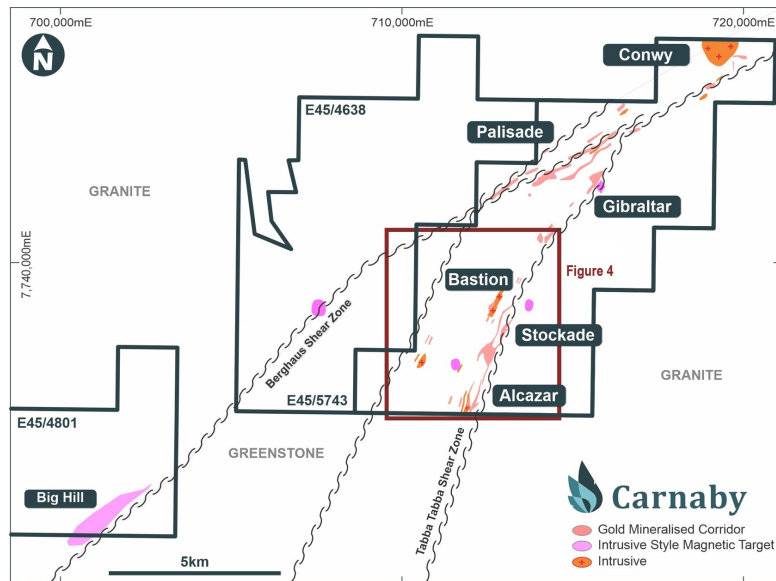 700,000mE
710,000mE
720,000mE
N
Conwy
E45/4638
Palisade
GRANITE
Gibraltar
7,740,000mE
Figure 4
Bastion
Berghaus Shear Zone
Stockade
GRANITE
E45/5743
Alcazar
E45/4801
GREENSTONE
Tabba Tabba Shear Zone
Big Hill
Carnaby
5km
Gold Mineralised Corridor
Intrusive Style Magnetic Target
Intrusive